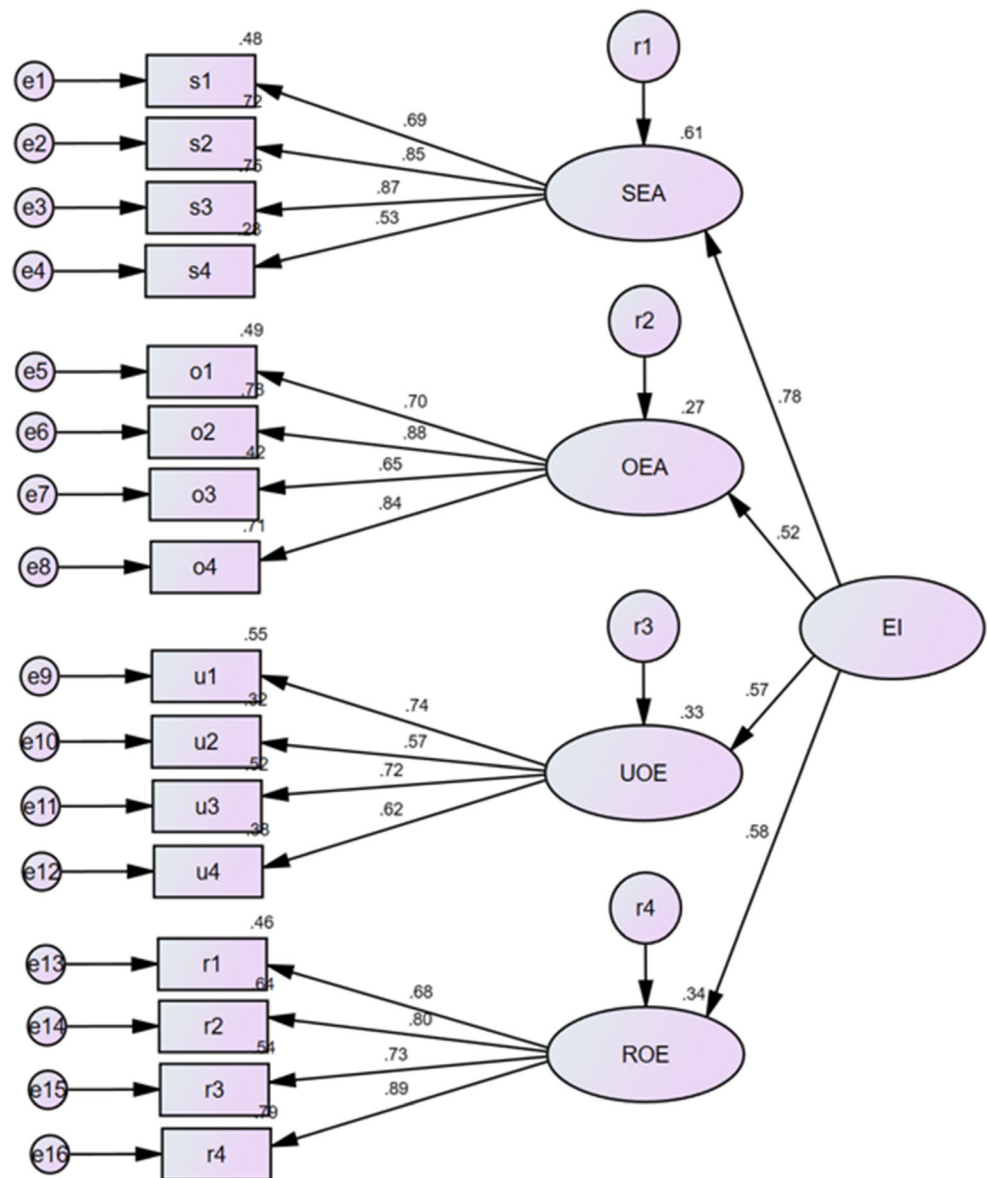 .48
r1
e1 s1
.72
.69
.61
e2 s2
.85
.75
SEA
e3 s3
.87
.28
.53
e4 s4
r2
.49
e5 o1
.78
.70
.78
.27
e6 o2
.88
.42
OEA
e7 o3
.65
.84
.71
.52
e8 o4
EI
r3
.55
e9 u1
.32
.74
.57
.33
e10 u2
.57
.52
UOE
e11 u3
.72
.62
.38
.58
e12 u4
r4
.46
e13 r1
.64
.68
.34
e14 r2
.80
.54
ROE
e15 r3
.73
.89
.79
e16 r4